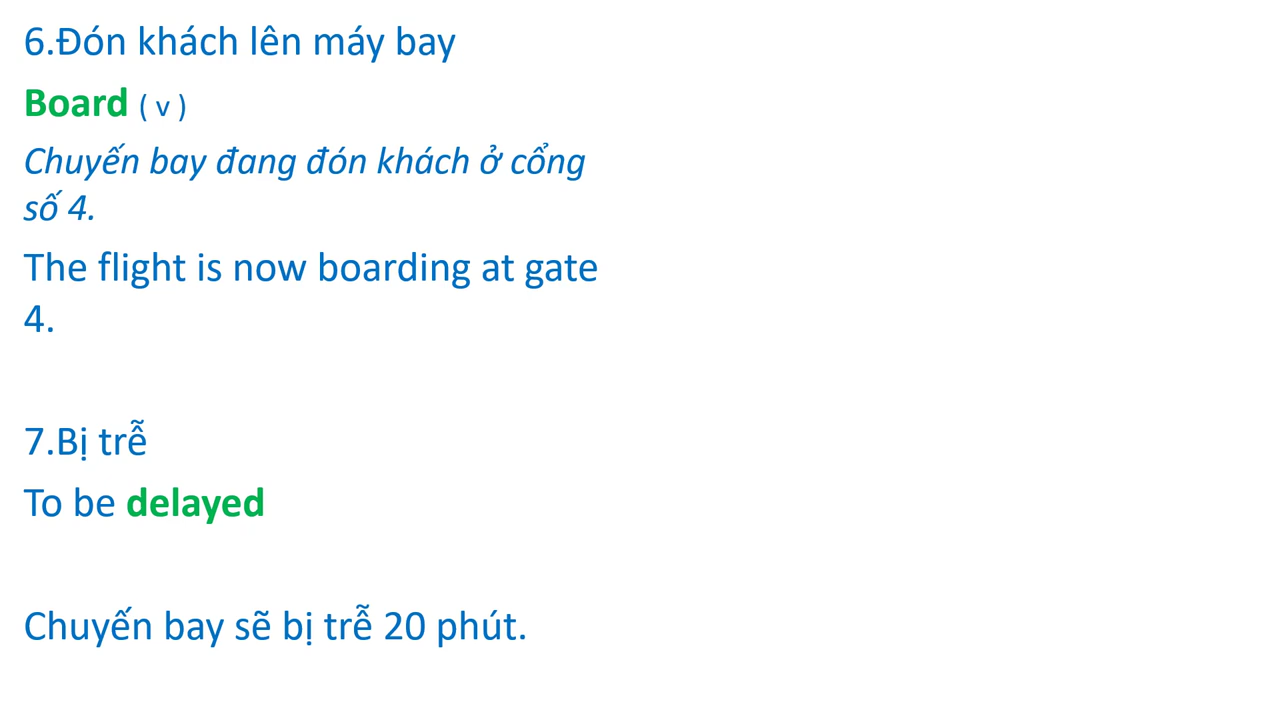 6.Đón khách lên máy bay
Board ( v )
Chuyến bay đang đón khách ở cổng
số 4.
The flight is now boarding at gate
4.
7.Bị trễ
To be delayed
Chuyến bay sẽ bị trễ 20 phút.